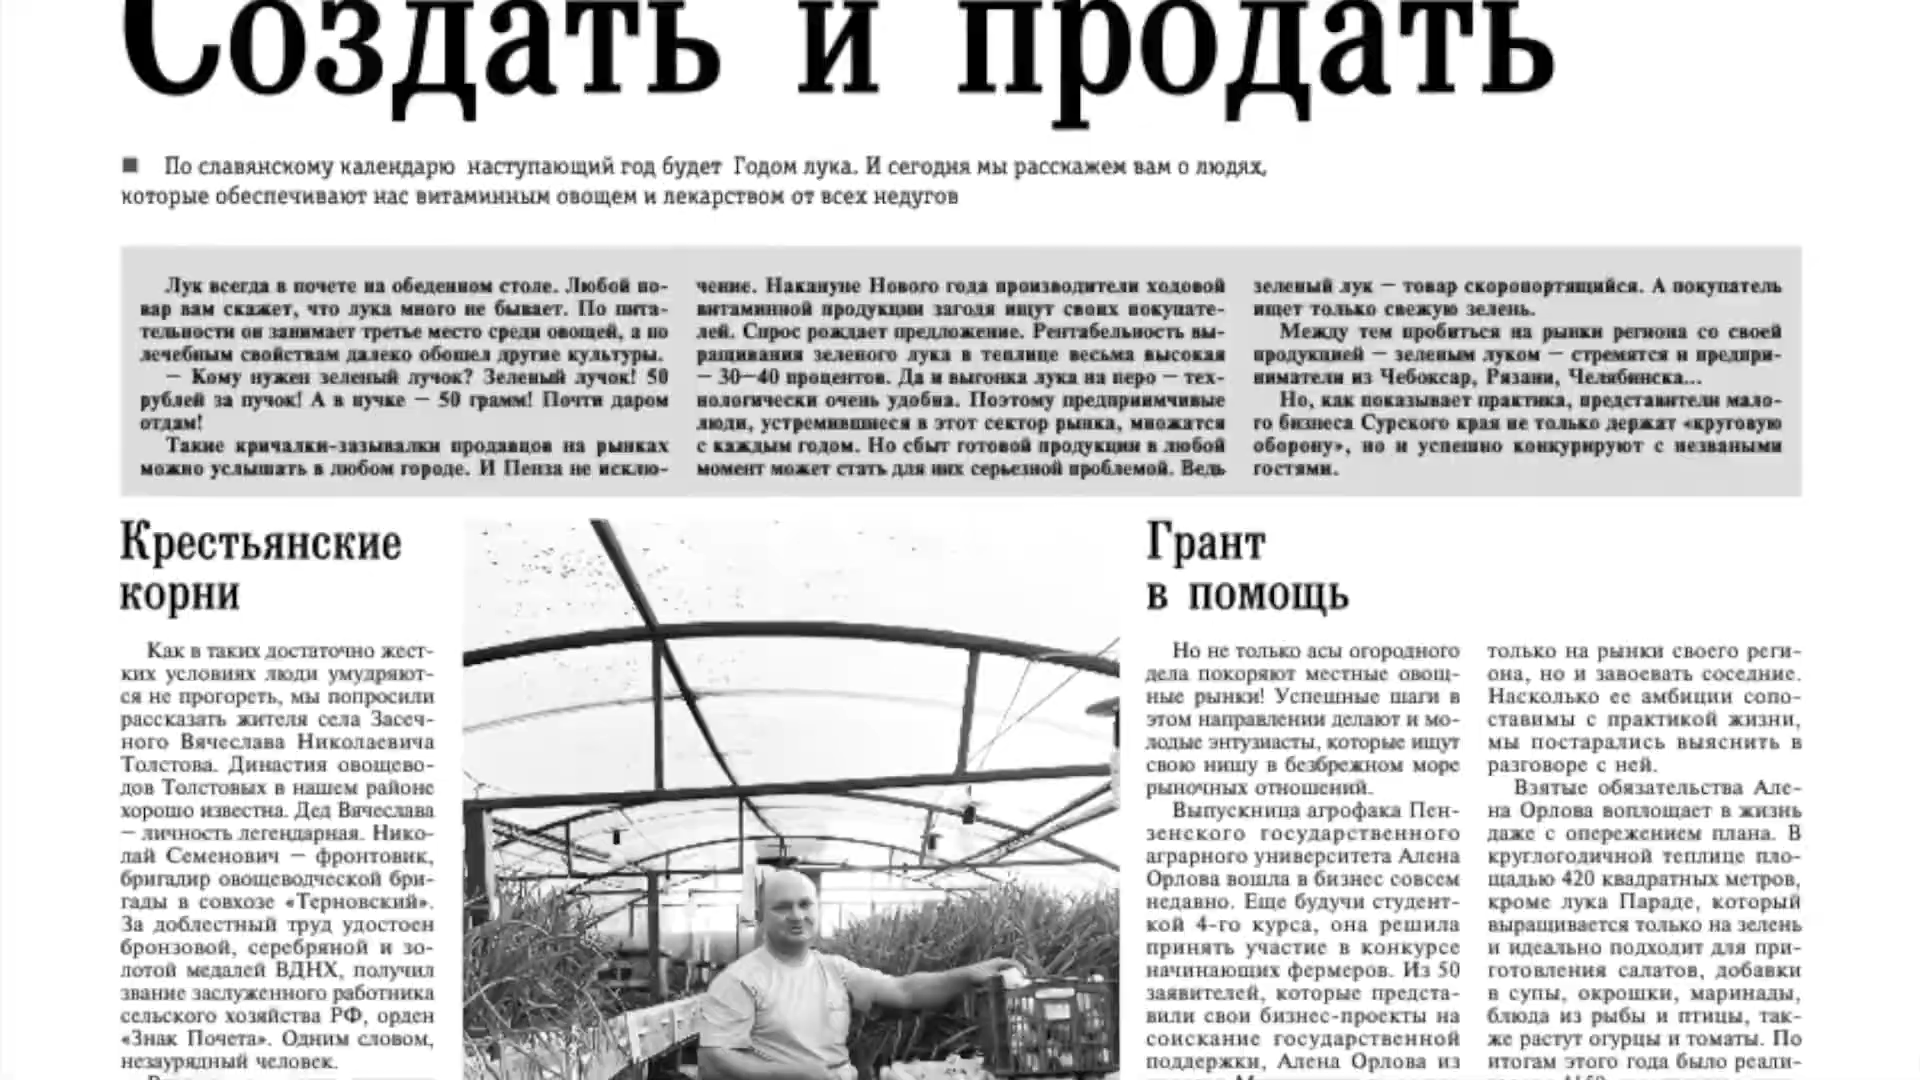 Создать и продать
По славянскому календарю наступающий год будет Годом лука. И сегодня мы расскажем вам о людях,
которые обеспечивают нас витаминным овощем и лекарством от всех недугов
Лук всегда в почете на обеденном столе. Любой по-
вар вам скажет, что лука много не бывает. По пита-
тельности он занимает третье место среди овощей, а по
лечебным свойствам далеко обошел другие культуры.
– Кому нужен зеленый лучок? Зеленый лучок! 50
рублей за пучок! А в пучке – 50 грамм! Почти даром
отдам!
Такие кричалки-зазывалки продавцов на рынках
можно услышать в любом городе. И Пенза не исклю-
чение. Накануне Нового года производители ходовой
витаминной продукции загодя ищут своих покупате-
лей. Спрос рождает предложение. Рентабельность вы-
ращивания зеленого лука в теплице весьма высокая
– 30–40 процентов. Да и выгонка лука на перо – тех-
нологически очень удобна. Поэтому предприимчивые
люди, устремившиеся в этот сектор рынка, множатся
с каждым годом. Но сбыт готовой продукции в любой
момент может стать для них серьезной проблемой. Ведь
зеленый лук – товар скоропортящийся. А покупатель
ищет только свежую зелень.
Между тем пробиться на рынки региона со своей
продукцией – зеленым луком – стремятся и предпри-
ниматели из Чебоксар, Рязани, Челябинска...
Но, как показывает практика, представители мало-
го бизнеса Сурского края не только держат «круговую
оборону», но и успешно конкурируют с незваными
гостями.
Крестьянские
корни
Как в таких достаточно жест-
ких условиях люди умудряют-
ся не прогореть, мы попросили
рассказать жителя села Засеч-
ного Вячеслава Николаевича
Толстова. Династия овощево-
дов Толстовых в нашем районе
хорошо известна. Дед Вячеслава
– личность легендарная. Нико-
лай Семенович – фронтовик,
бригадир овощеводческой бри-
гады в совхозе «Терновский».
За доблестный труд удостоен
бронзовой, серебряной и зо-
лотой медалей ВДНХ, получил
звание заслуженного работника
сельского хозяйства РФ, орден
«Знак Почета». Одним словом,
незаурядный человек.
Грант
в помощь
Но не только асы огородного
дела покоряют местные овощ-
ные рынки! Успешные шаги в
этом направлении делают и мо-
лодые энтузиасты, которые ищут
свою нишу в безбрежном море
рыночных отношений.
Выпускница агрофака Пен-
зенского государственного
аграрного университета Алена
Орлова вошла в бизнес совсем
недавно. Еще будучи студент-
кой 4-го курса, она решила
принять участие в конкурсе
начинающих фермеров. Из 50
заявителей, которые предста-
вили свои бизнес-проекты на
соискание государственной
поддержки, Алена Орлова из
только на рынки своего реги-
она, но и завоевать соседние.
Насколько ее амбиции сопо-
ставимы с практикой жизни,
мы постарались выяснить в
разговоре с ней.
Взятые обязательства Але-
на Орлова воплощает в жизнь
даже с опережением плана. В
круглогодичной теплице пло-
щадью 420 квадратных метров,
кроме лука Параде, который
выращивается только на зелень
и идеально подходит для при-
готовления салатов, добавки
в супы, окрошки, маринады,
блюда из рыбы и птицы, так-
же растут огурцы и томаты. По
итогам этого года было реали-